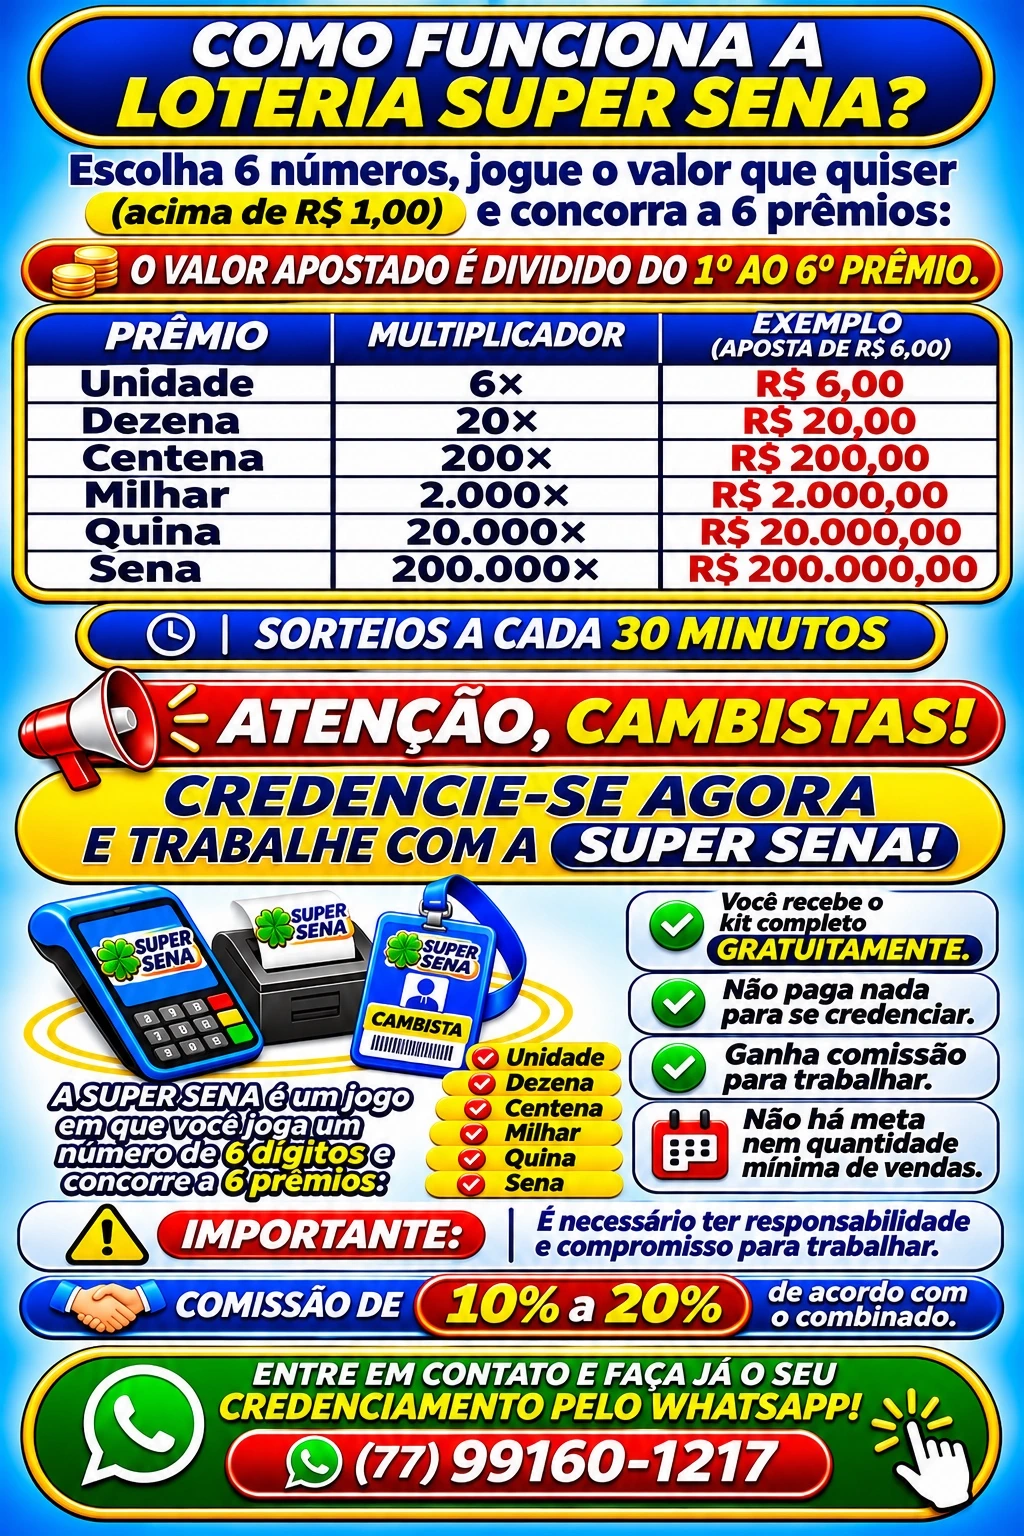 COMO FUNCIONA A
LOTERIA SUPER SENA?
Escolha 6 números, jogue o valor que quiser
(acima de R$ 1,00) e concorra a 6 prêmios:
O VALOR APOSTADO É DIVIDIDO DO 1º AO 6º PRÊMIO.
PRÊMIO MULTIPLICADOR EXEMPLO
(APOSTA DE R$ 6,00)
Unidade 6× R$ 6,00
Dezena 20× R$ 20,00
Centena 200× R$ 200,00
Milhar 2.000× R$ 2.000,00
Quina 20.000× R$ 20.000,00
Sena 200.000× R$ 200.000,00
SORTEIOS A CADA 30 MINUTOS
ATENÇÃO, CAMBISTAS!
CREDENCIE-SE AGORA
E TRABALHE COM A SUPER SENA!
SUPER
SENA
SUPER
SENA
SUPER
SENA
CAMBISTA
Você recebe o
kit completo
GRATUITAMENTE.
Não paga nada
para se credenciar.
Ganha comissão
para trabalhar.
Não há meta
nem quantidade
mínima de vendas.
A SUPER SENA é um jogo
em que você joga um
número de 6 dígitos e
concorre a 6 prêmios:
Unidade
Dezena
Centena
Milhar
Quina
Sena
IMPORTANTE:
É necessário ter responsabilidade
e compromisso para trabalhar.
COMISSÃO DE 10% a 20% de acordo com
o combinado.
ENTRE EM CONTATO E FAÇA JÁ O SEU
CREDENCIAMENTO PELO WHATSAPP!
(77) 99160-1217